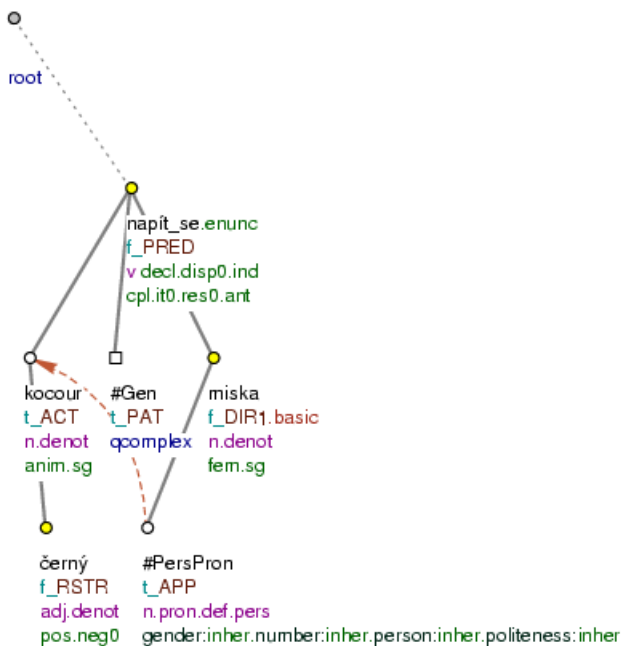 root
napít_se.enunc
f_PRED
v decl.disp0.ind
cpl.it0.res0.ant
kocour #Gen miska
t_ACT t_PAT f_DIR1.basic
n.denot qcomplex n.denot
anim.sg fem.sg
černý #PersPron
f_RSTR t_APP
adj.denot n.pron.def.pers
pos.neg0 gender:inher.number:inher.person:inher.politeness:inher